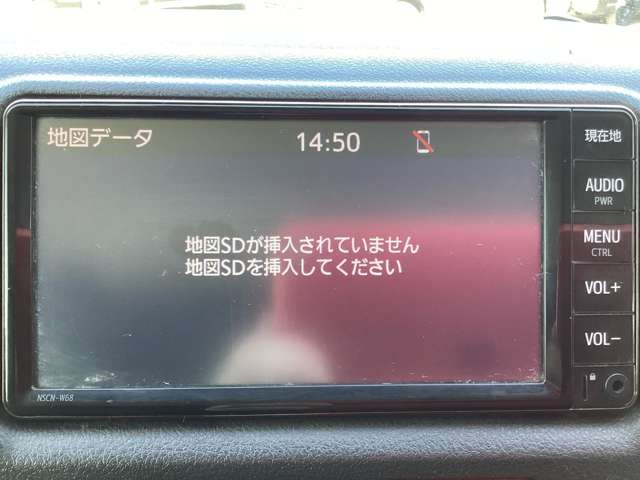 地図データ
14:50
地図SDが挿入されていません
地図SDを挿入してください
現在地
AUDIO
PWR
MENU
CTRL
VOL+
VOL−
NSCN-W68